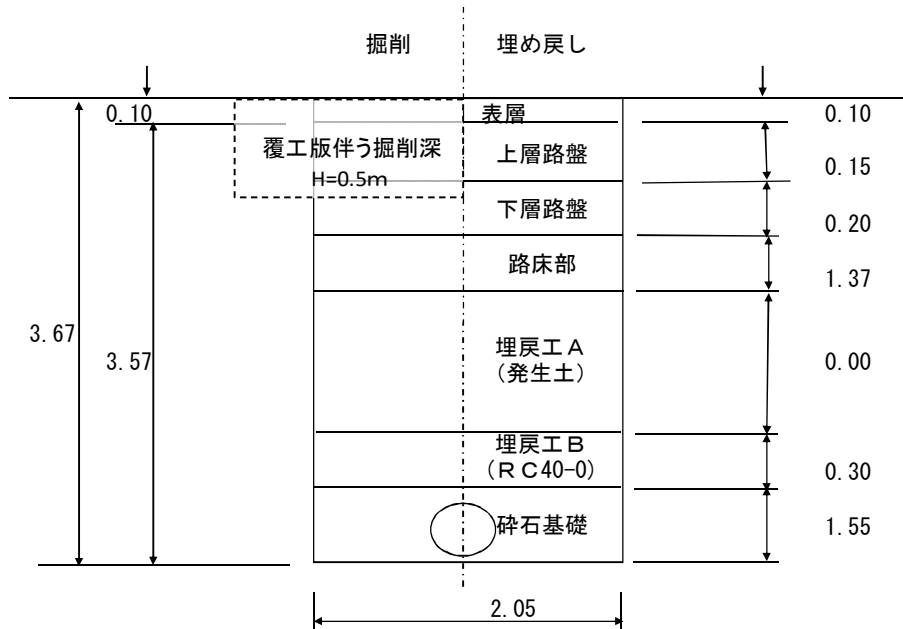 掘削
埋め戻し
0.10
表層
0.10
覆工版伴う掘削深
H=0.5m
上層路盤
0.15
下層路盤
0.20
路床部
1.37
3.67
3.57
埋戻工A
(発生土)
0.00
埋戻工B
(RC40-0)
0.30
砕石基礎
1.55
2.05